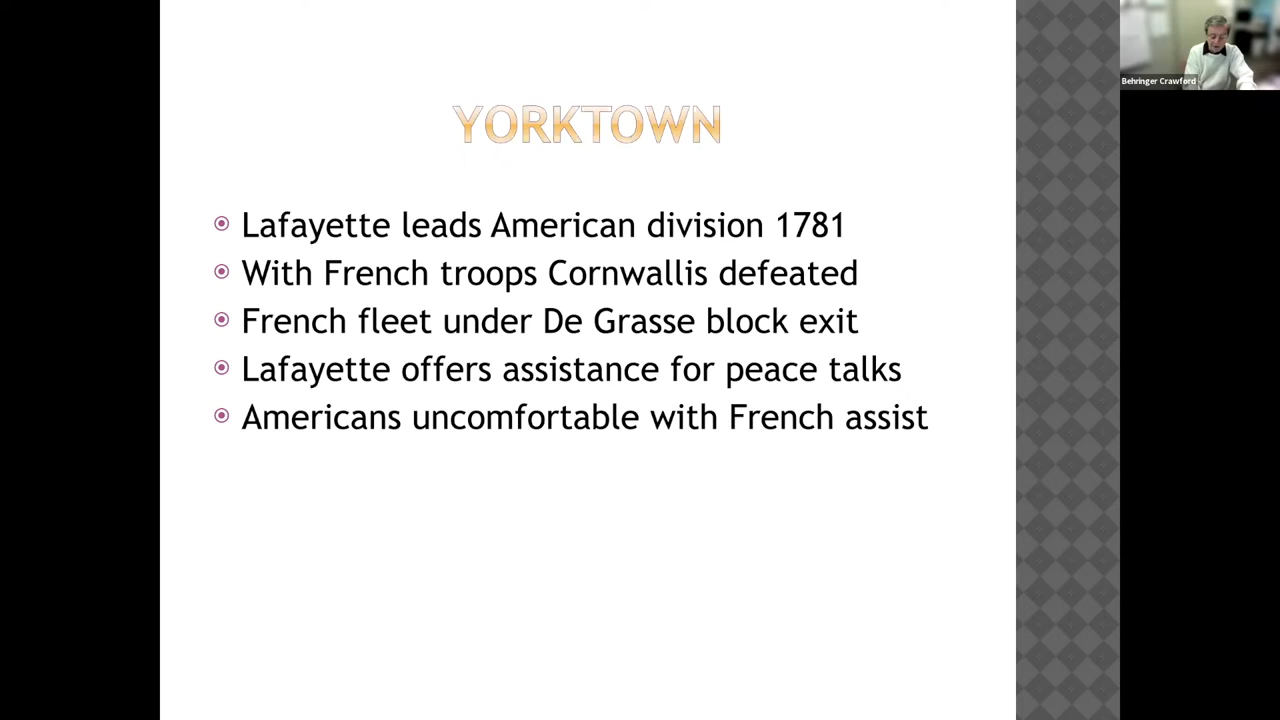 YORKTOWN
Lafayette leads American division 1781
With French troops Cornwallis defeated
French fleet under De Grasse block exit
Lafayette offers assistance for peace talks
Americans uncomfortable with French assist
Behringer Crawford